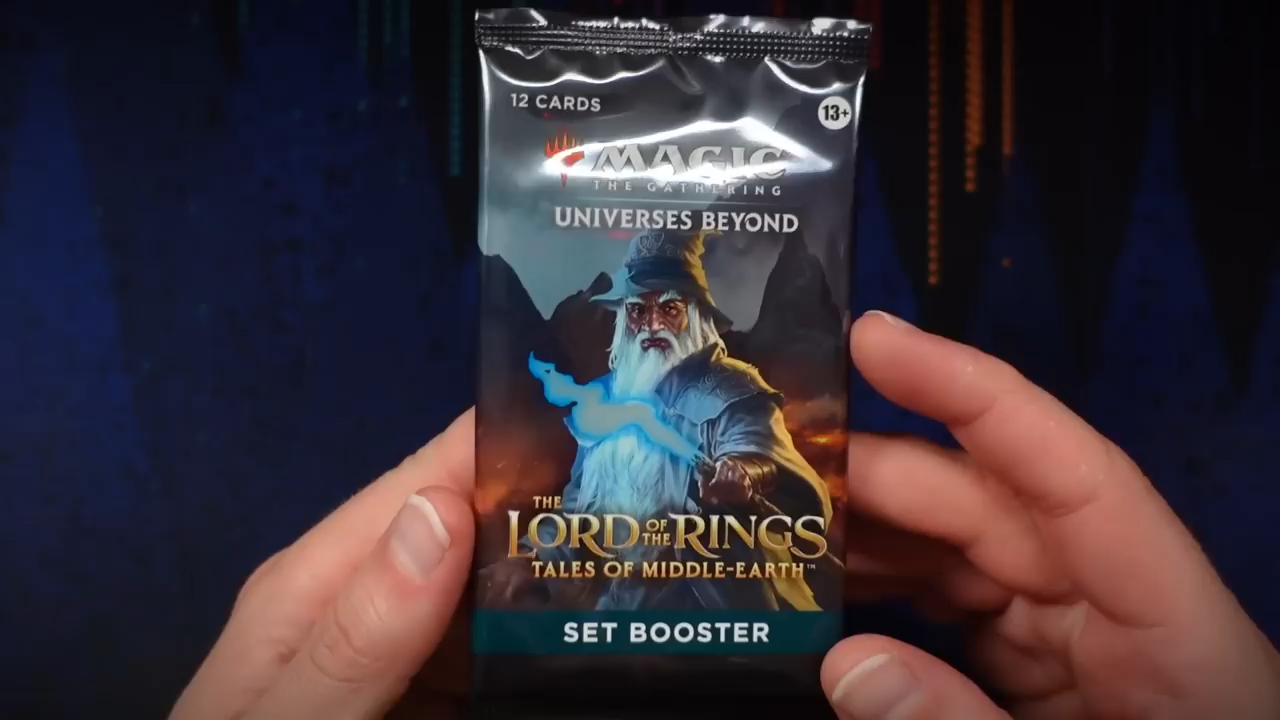 12 CARDS
13+
MAGIC
THE GATHERING
UNIVERSES BEYOND
THE
LORD OF THE RINGS
TALES OF MIDDLE-EARTH™
SET BOOSTER